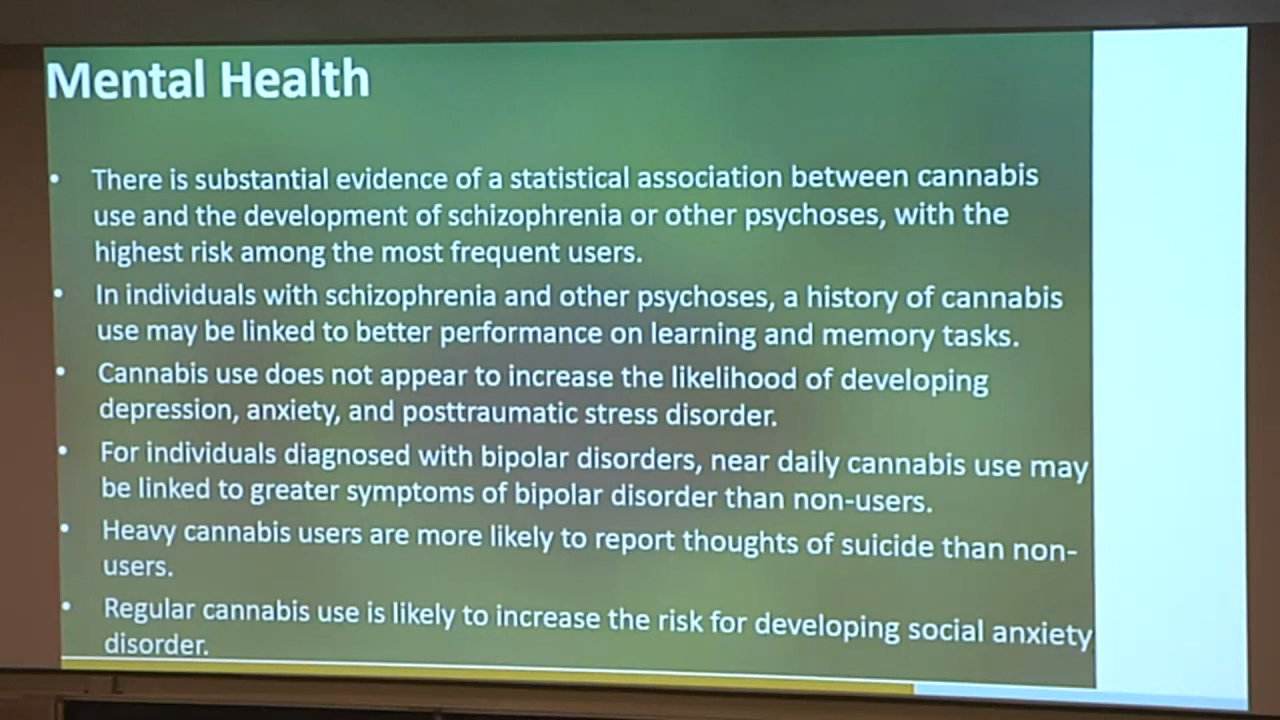 Mental Health
• There is substantial evidence of a statistical association between cannabis
use and the development of schizophrenia or other psychoses, with the
highest risk among the most frequent users.
• In individuals with schizophrenia and other psychoses, a history of cannabis
use may be linked to better performance on learning and memory tasks.
• Cannabis use does not appear to increase the likelihood of developing
depression, anxiety, and posttraumatic stress disorder.
• For individuals diagnosed with bipolar disorders, near daily cannabis use may
be linked to greater symptoms of bipolar disorder than non-users.
• Heavy cannabis users are more likely to report thoughts of suicide than non-
users.
• Regular cannabis use is likely to increase the risk for developing social anxiety
disorder.